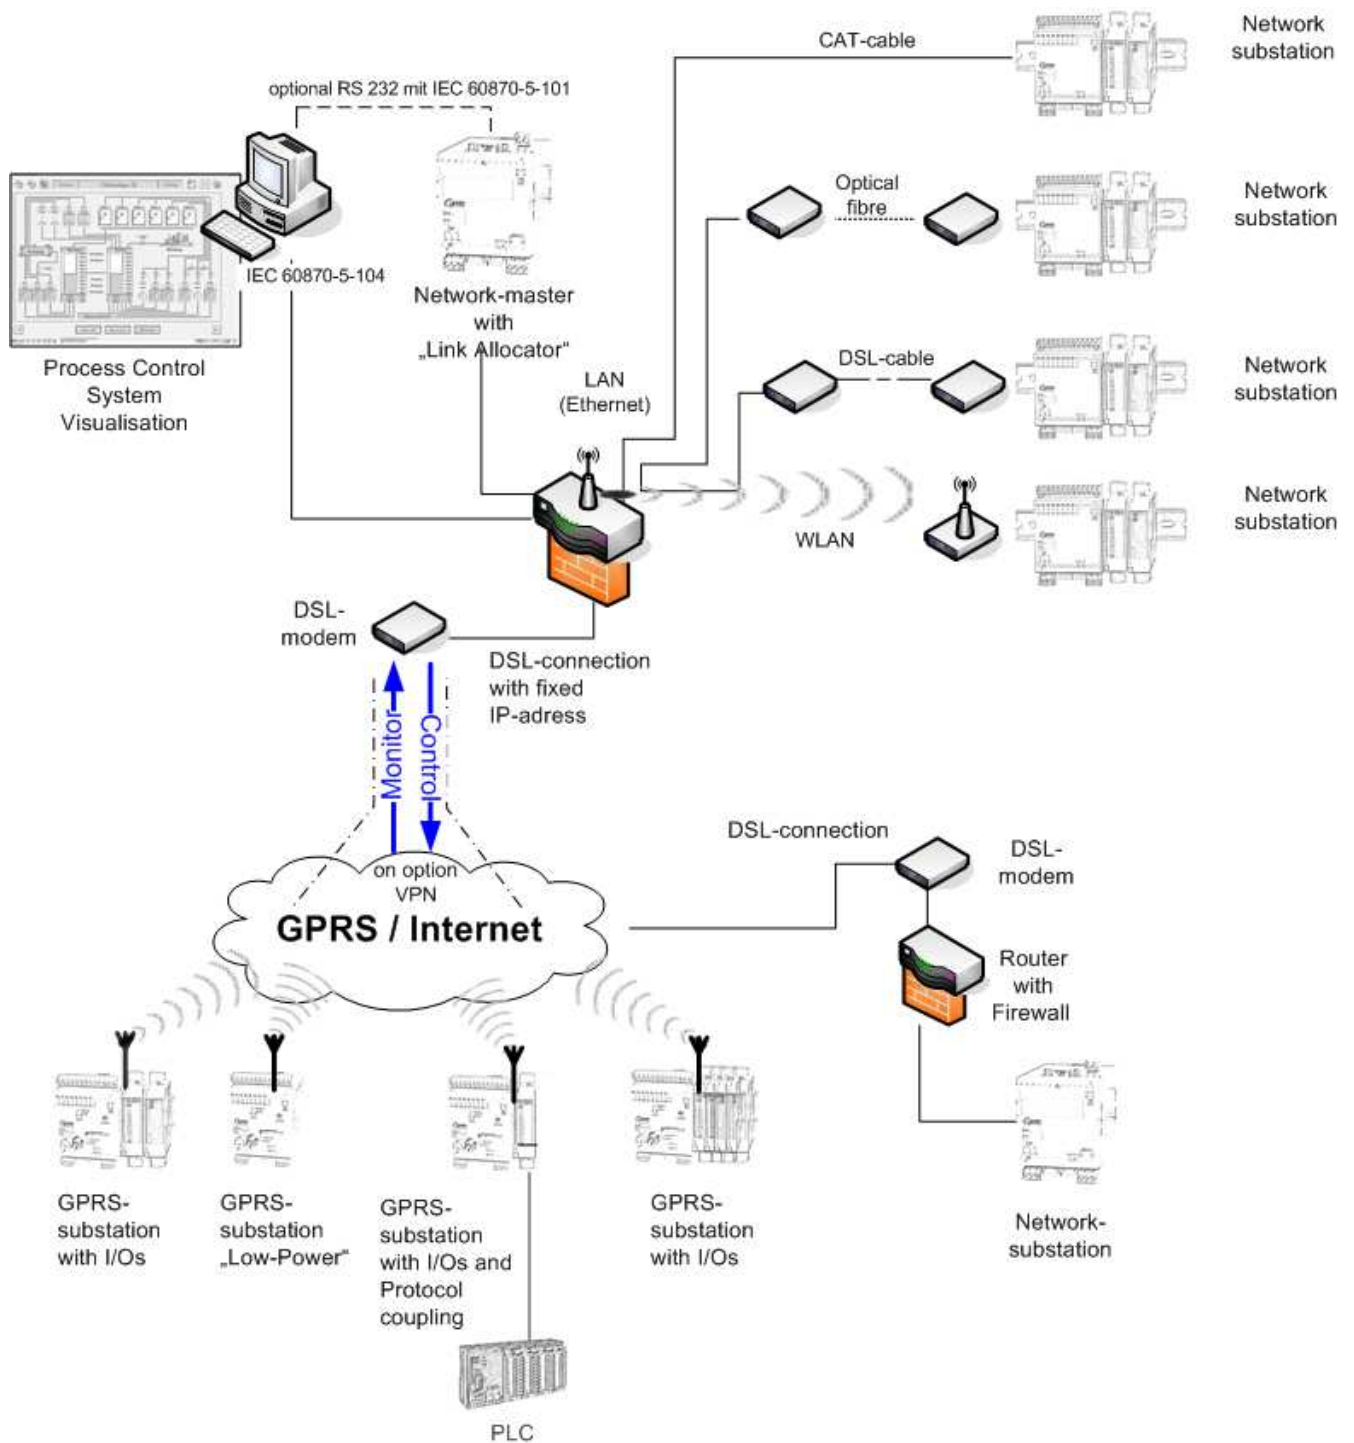 CAT-cable
Network
substation
optional RS 232 mit IEC 60870-5-101
Optical
fibre
Network
substation
IEC 60870-5-104
Network-master
with
„Link Allocator“
Process Control
System
Visualisation
LAN
(Ethernet)
DSL-cable
Network
substation
WLAN
Network
substation
DSL-
modem
DSL-connection
with fixed
IP-adress
Monitor
Control
on option
VPN
GPRS / Internet
DSL-connection
DSL-
modem
Router
with
Firewall
GPRS-
substation
with I/Os
GPRS-
substation
„Low-Power“
GPRS-
substation
with I/Os and
Protocol
coupling
GPRS-
substation
with I/Os
Network-
substation
PLC